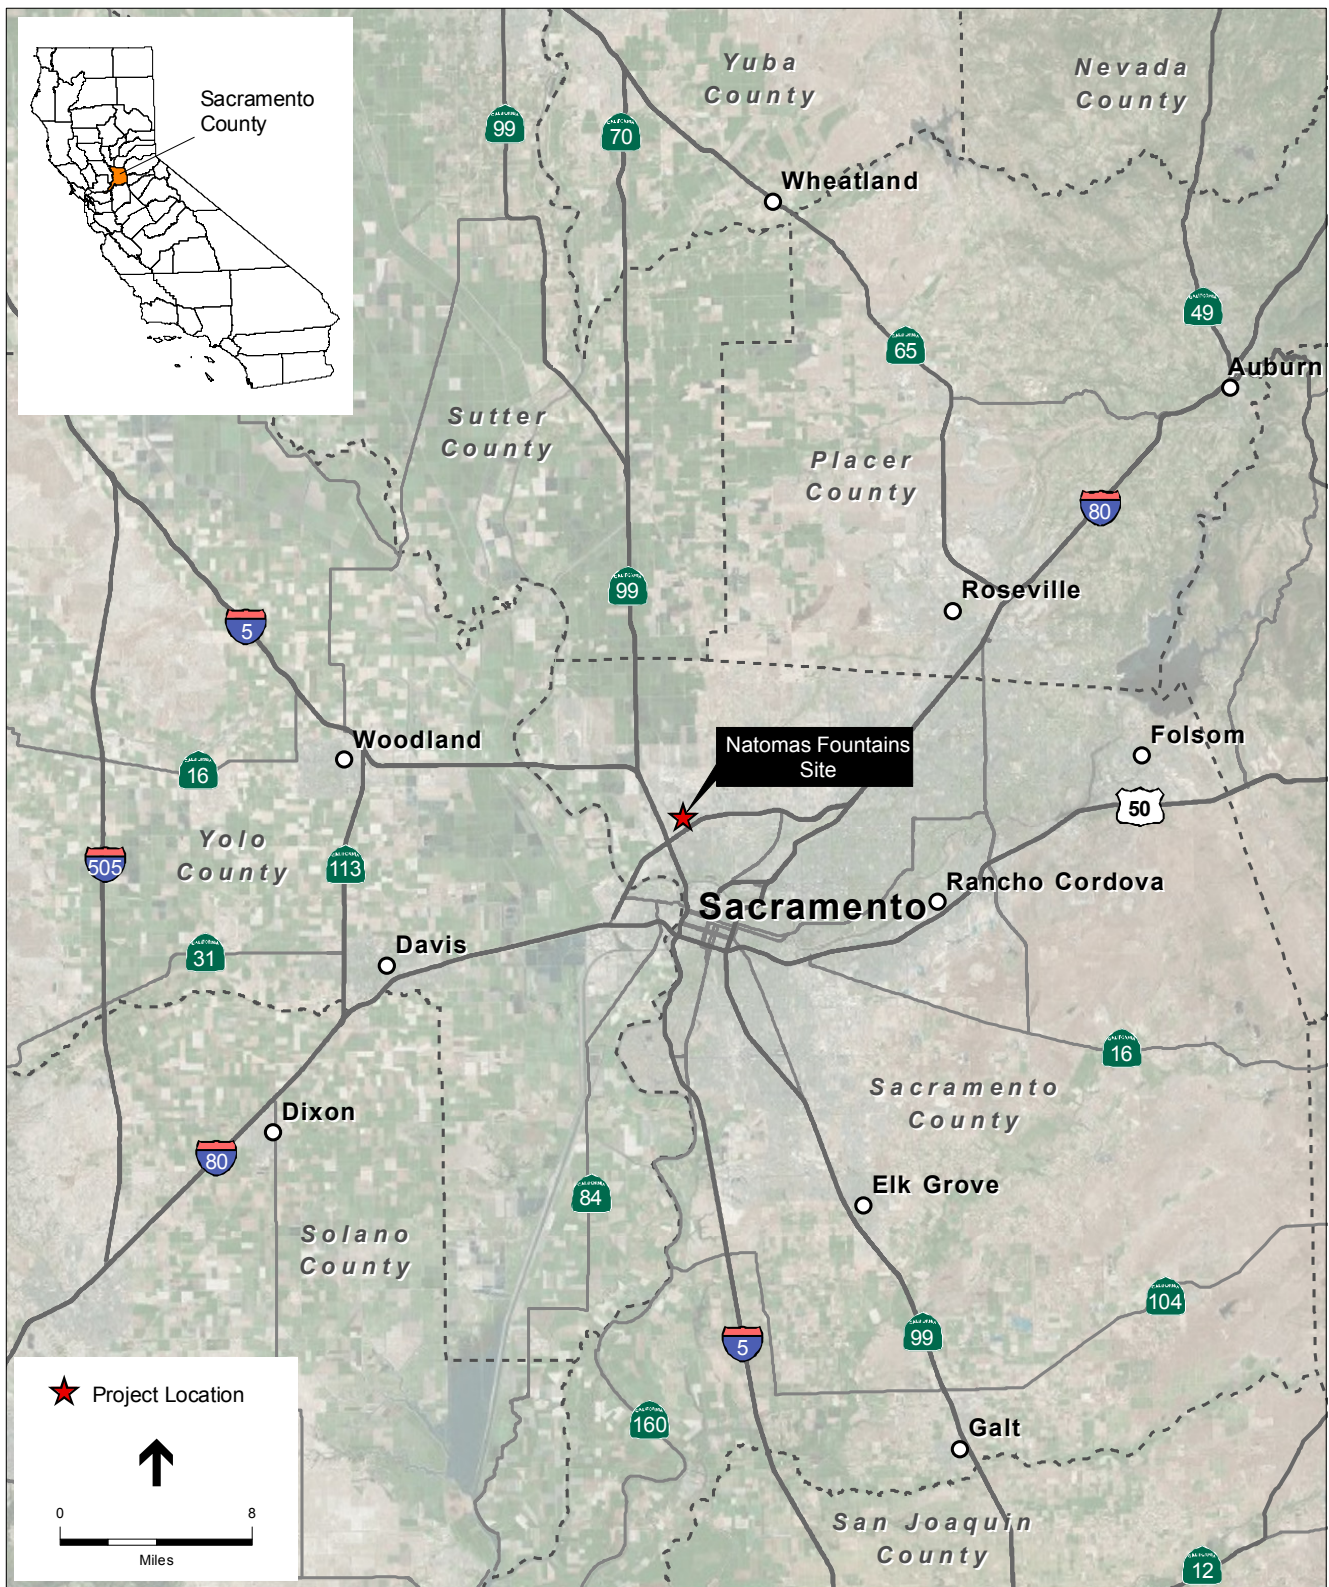 Sacramento
County
Yuba
County
Nevada
County
99
70
Wheatland
49
65
Auburn
Sutter
County
Placer
County
80
99
Roseville
5
Woodland
Natomas Fountains
Site
Folsom
16
50
Yolo
County
505
113
Rancho Cordova
Sacramento
Davis
31
16
Sacramento
County
Dixon
80
Elk Grove
84
Solano
County
104
99
5
Project Location
160
Galt
0 8
Miles
San Joaquin
County
12